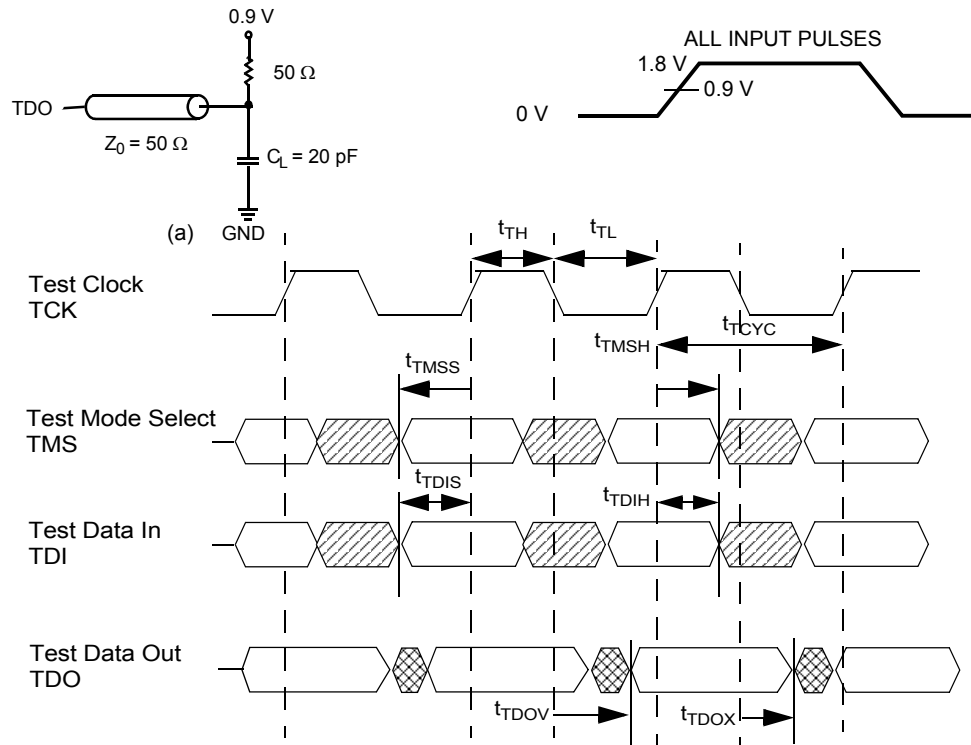 0.9 V
50 Ω
TDO
Z0 = 50 Ω
CL = 20 pF
(a)
GND
ALL INPUT PULSES
1.8 V
0.9 V
0 V
tTH
tTL
Test Clock
TCK
tTMSH
tTCYC
tTMSS
Test Mode Select
TMS
tTDIS
tTDIH
Test Data In
TDI
Test Data Out
TDO
tTDOV
tTDOX